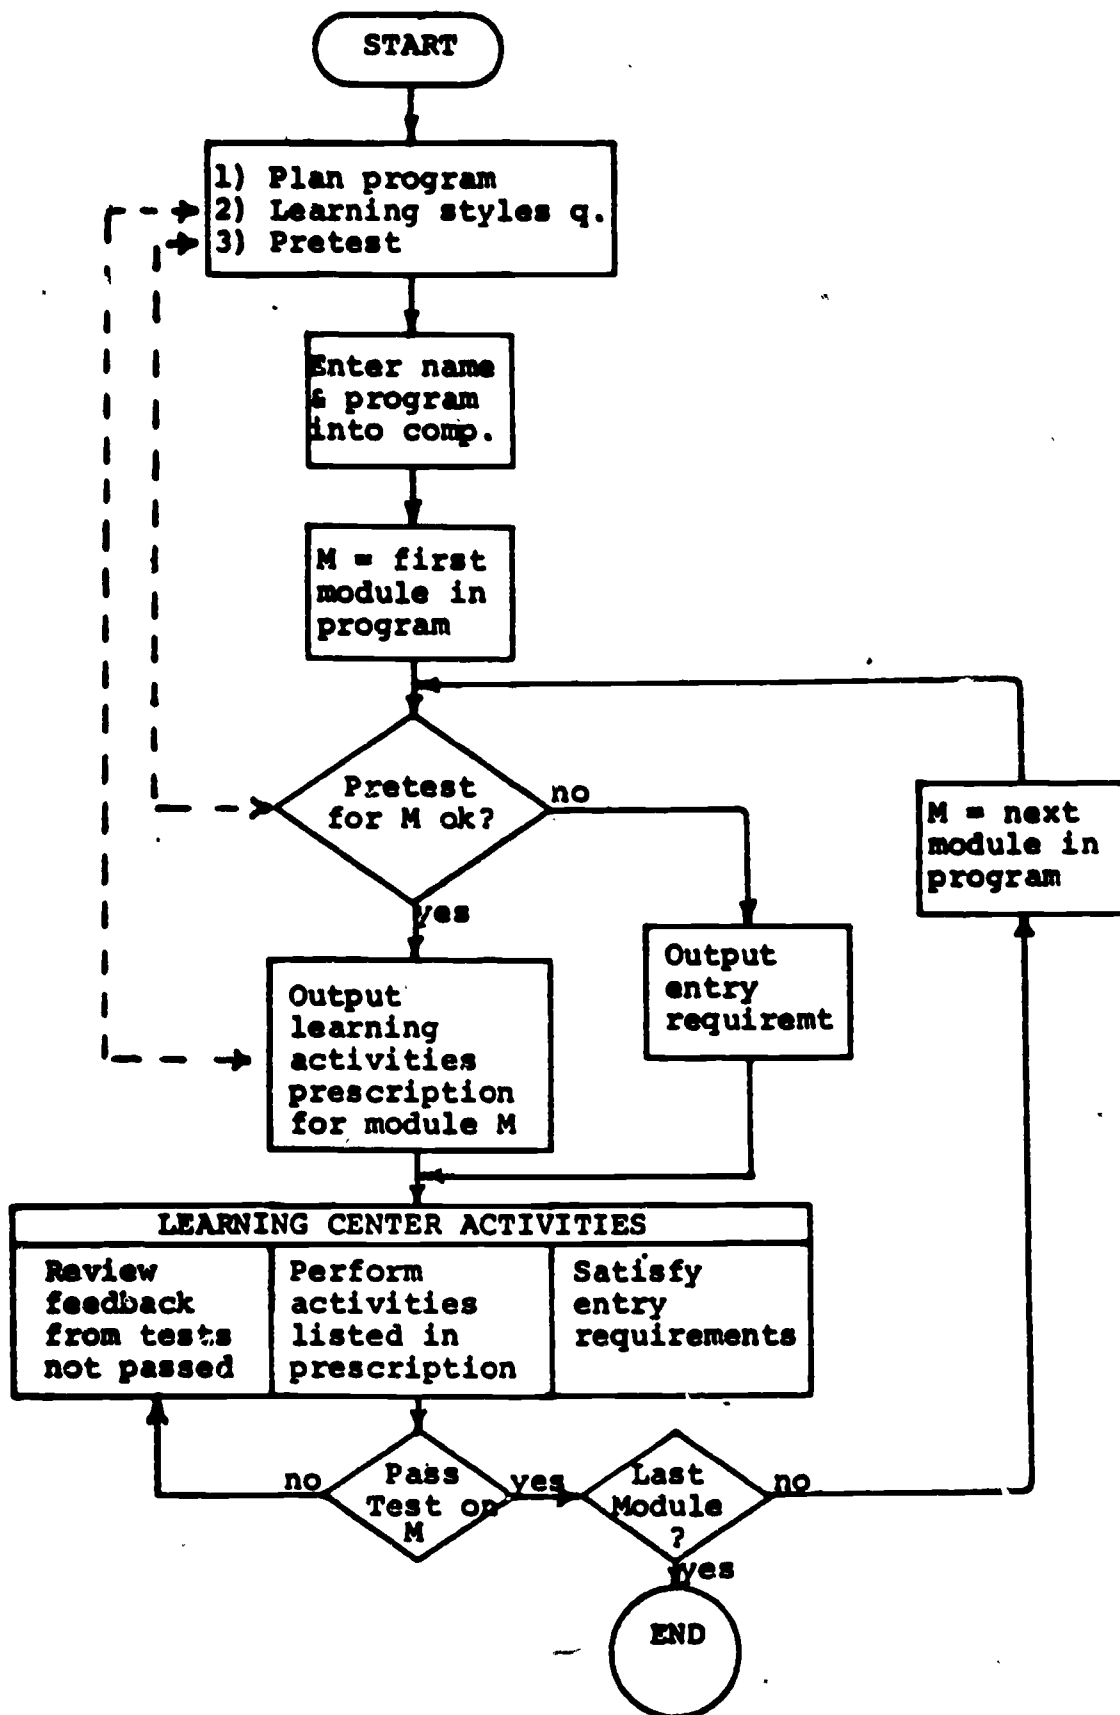 START
1) Plan program
2) Learning styles q.
3) Pretest
Enter name
& program
into comp.
M = first
module in
program
Pretest
for M ok?
no
yes
M = next
module in
program
Output
entry
requiremt
Output
learning
activities
prescription
for module M
LEARNING CENTER ACTIVITIES
Review
feedback
from tests
not passed
Perform
activities
listed in
prescription
Satisfy
entry
requirements
no
Pass
Test on
M
yes
Last
Module
?
no
yes
END